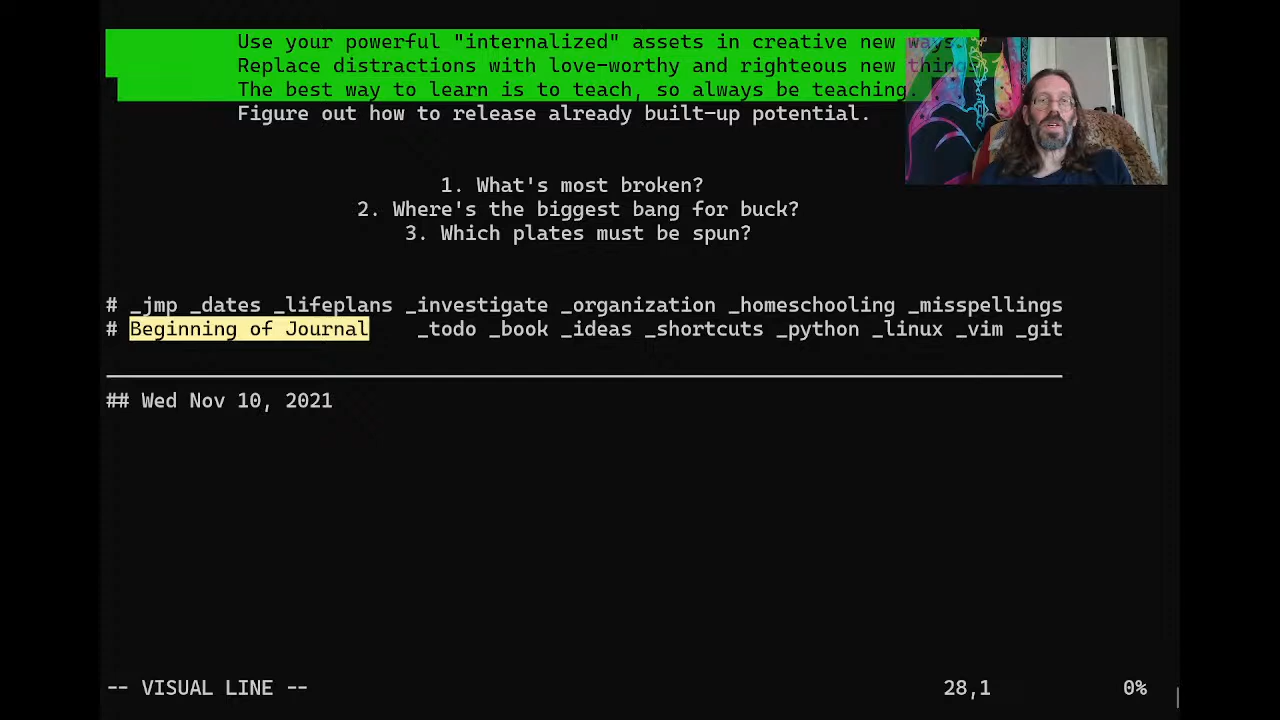 Use your powerful "internalized" assets in creative new ways.
Replace distractions with love-worthy and righteous new things
The best way to learn is to teach, so always be teaching.
Figure out how to release already built-up potential.
1. What's most broken?
2. Where's the biggest bang for buck?
3. Which plates must be spun?
# _jmp _dates _lifeplans _investigate _organization _homeschooling _misspellings
# Beginning of Journal _todo _book _ideas _shortcuts _python _linux _vim _git
## Wed Nov 10, 2021
-- VISUAL LINE -- 28,1 0%